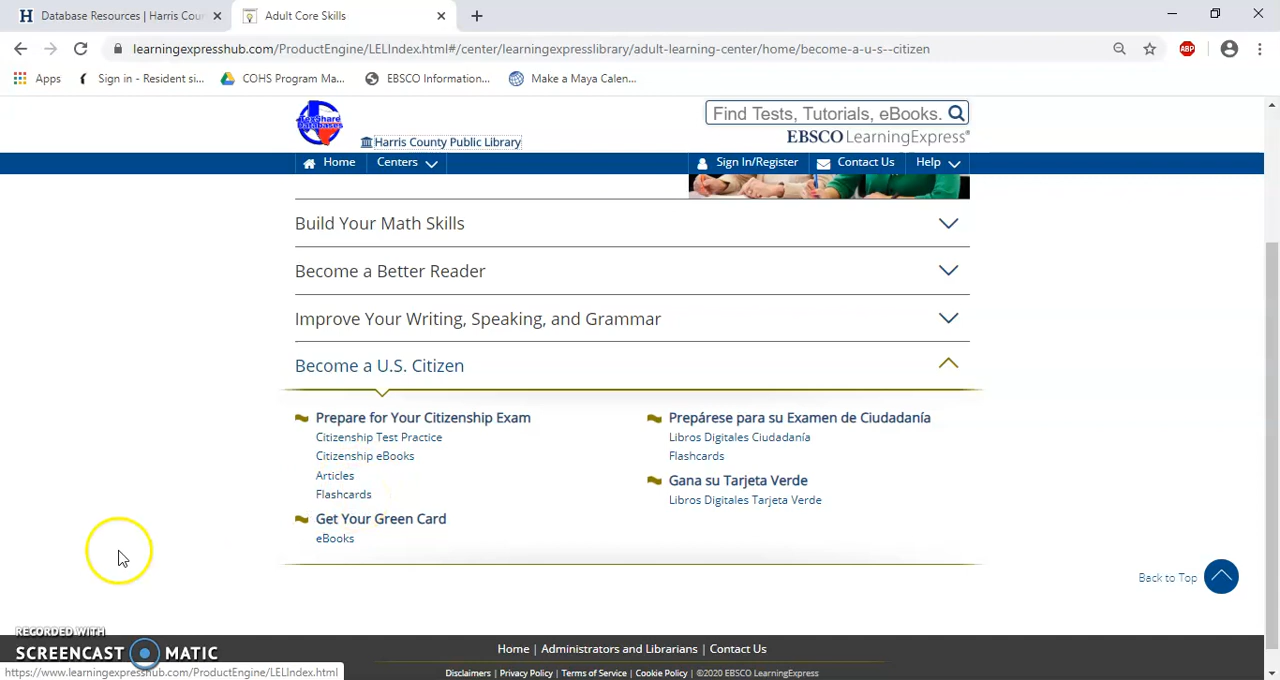 Database Resources | Harris Cou
Adult Core Skills
learningexpresshub.com/ProductEngine/LELIndex.html#/center/learningexpresslibrary/adult-learning-center/home/become-a-u-s--citizen
ABP
Apps
Sign in - Resident si...
COHS Program Ma...
EBSCO Information...
Make a Maya Calen...
TexShare
Databases
Harris County Public Library
Find Tests, Tutorials, eBooks.
EBSCO LearningExpress®
Home
Centers
Sign In/Register
Contact Us
Help
Build Your Math Skills
Become a Better Reader
Improve Your Writing, Speaking, and Grammar
Become a U.S. Citizen
Prepare for Your Citizenship Exam
Citizenship Test Practice
Citizenship eBooks
Articles
Flashcards
Get Your Green Card
eBooks
Prepárese para su Examen de Ciudadanía
Libros Digitales Ciudadanía
Flashcards
Gana su Tarjeta Verde
Libros Digitales Tarjeta Verde
Back to Top
RECORDED WITH
SCREENCAST MATIC
Home | Administrators and Librarians | Contact Us
https://www.learningexpresshub.com/ProductEngine/LELIndex.html
Disclaimers | Privacy Policy | Terms of Service | Cookie Policy | ©2020 EBSCO LearningExpress